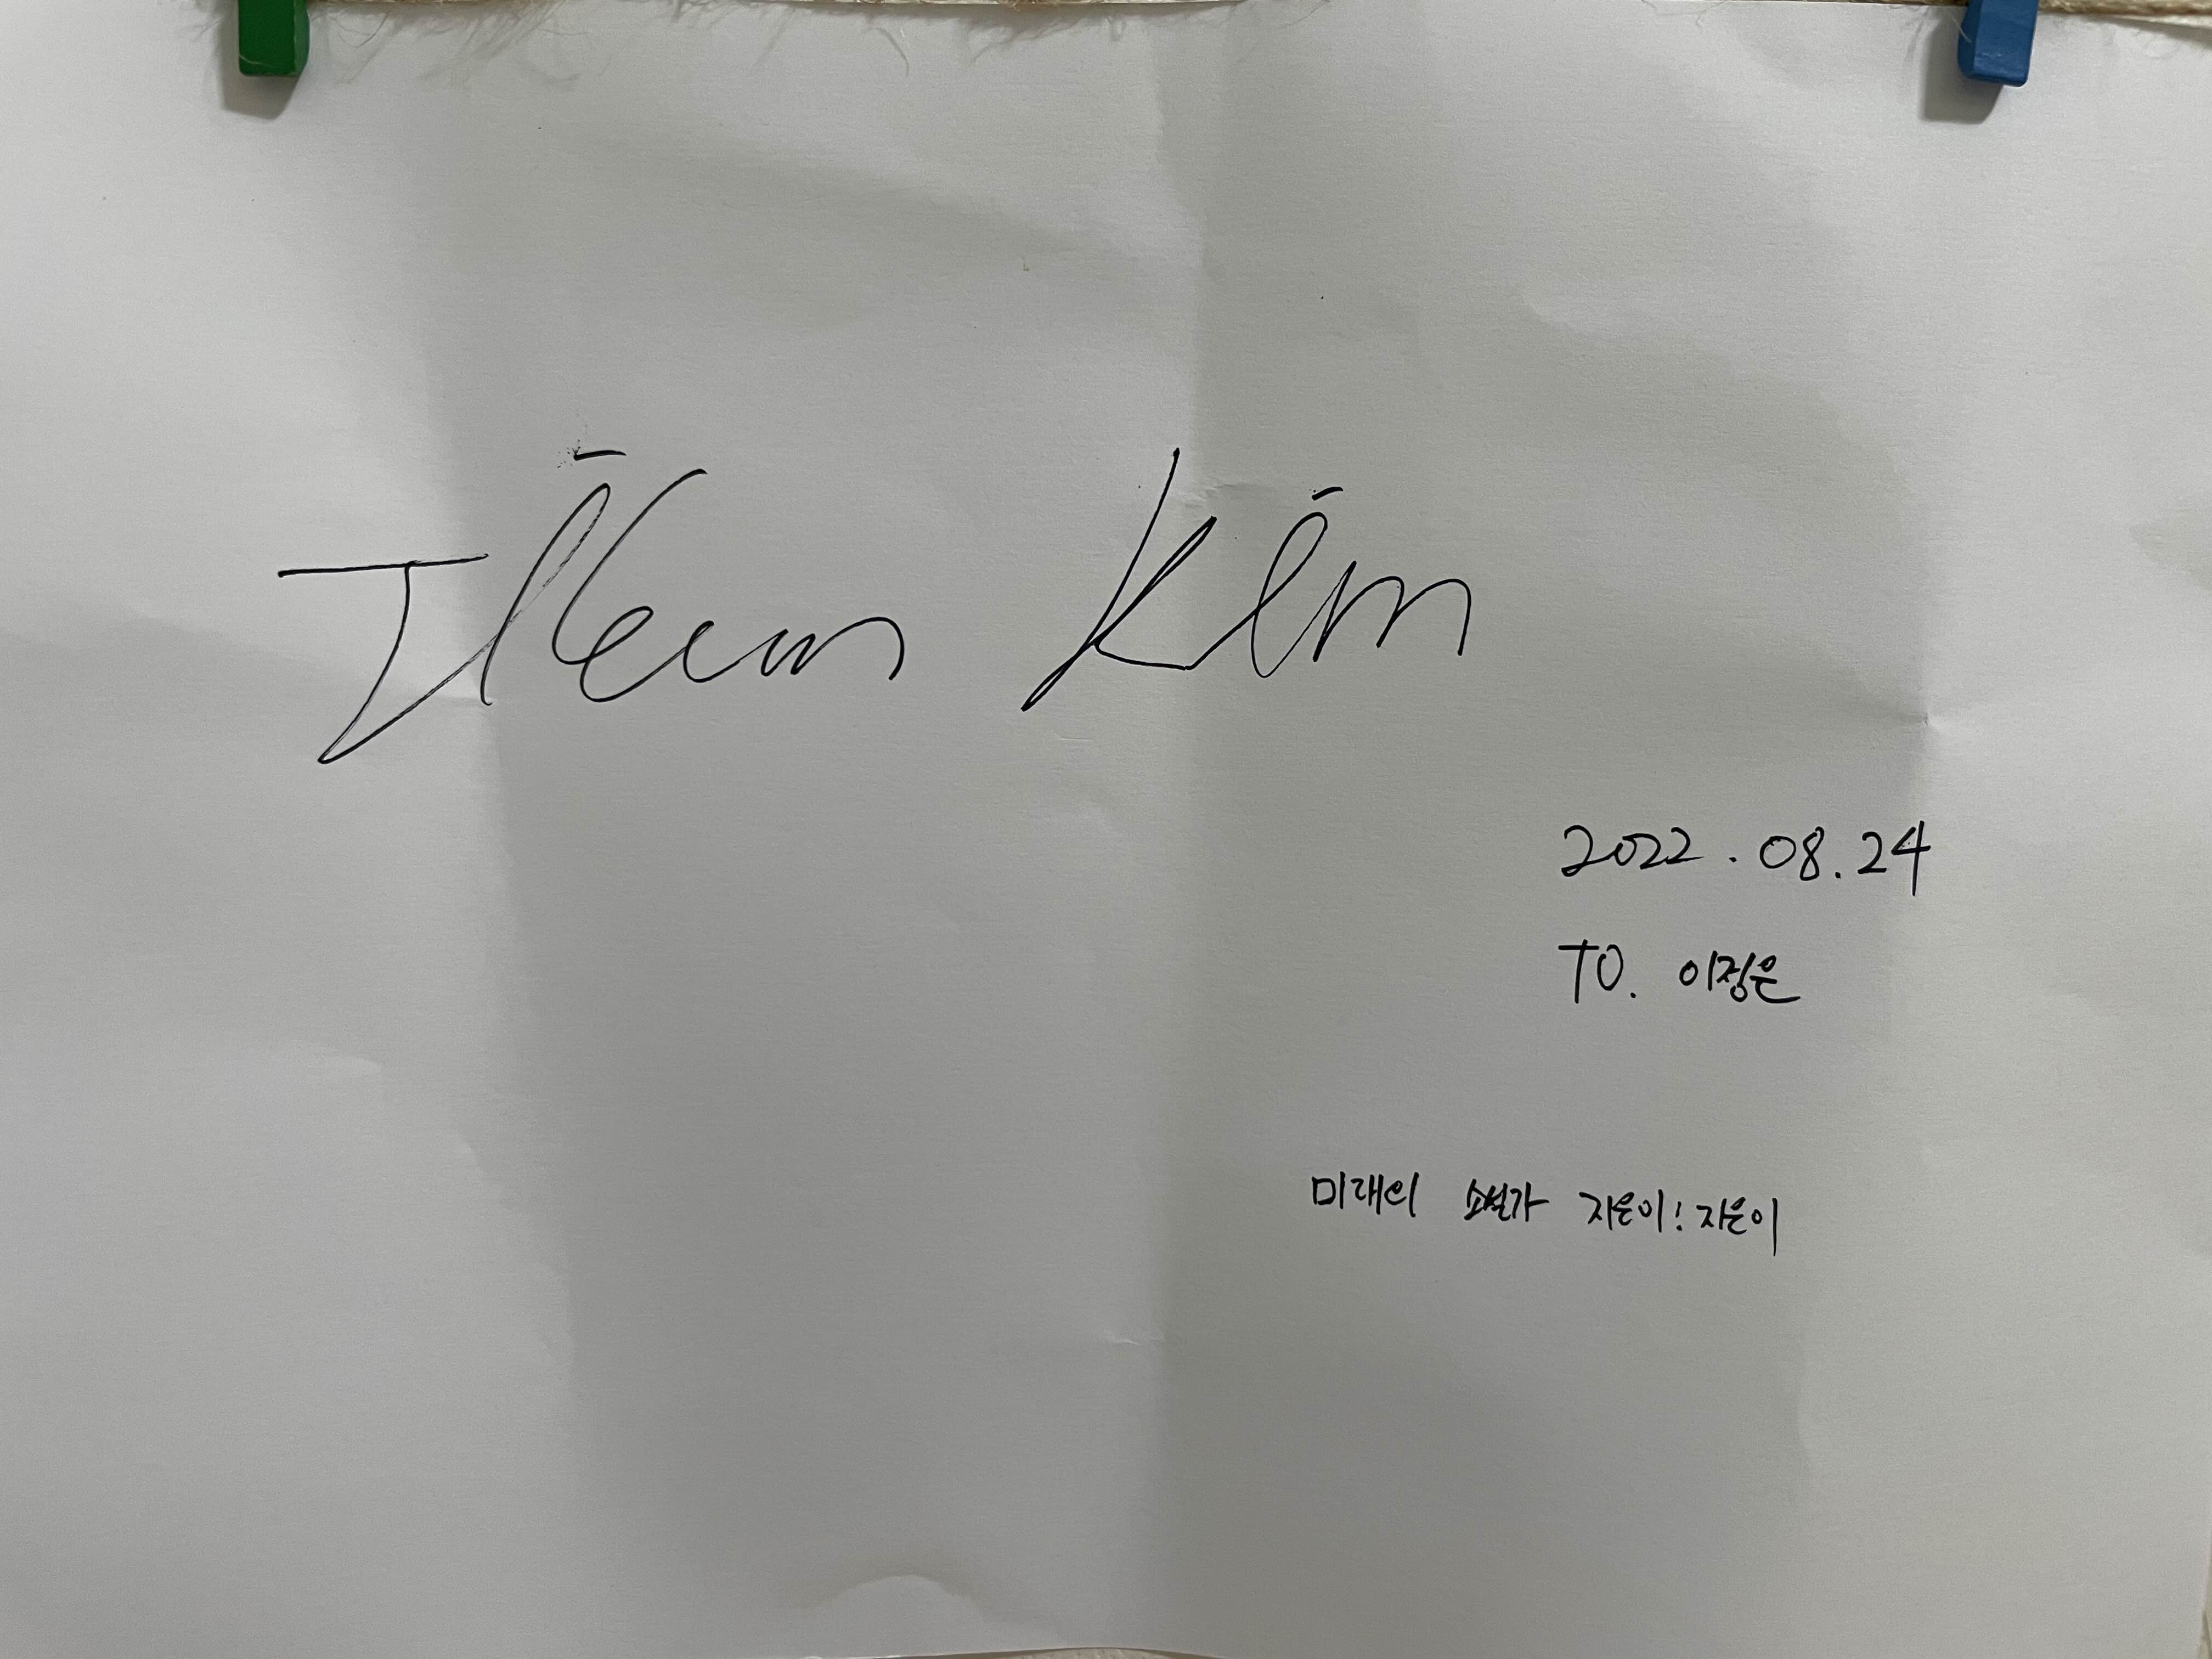 Kim
2022.08.24
TO. 이정은
미래의 소설가 지은이! 지은이